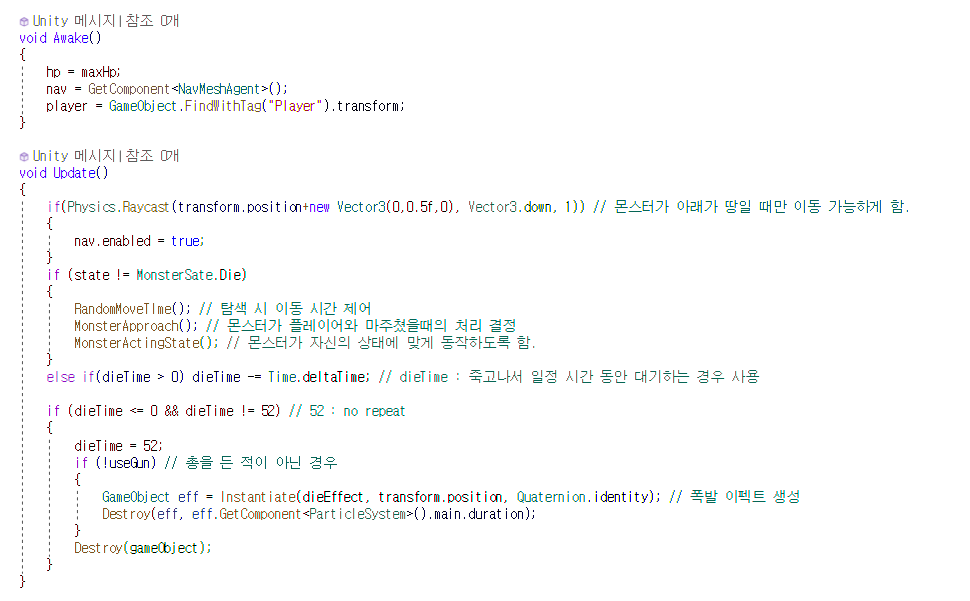 Unity 메시지 | 참조 0개
void Awake()
{
hp = maxHp;
nav = GetComponent<NavMeshAgent>();
player = GameObject.FindWithTag("Player").transform;
}
Unity 메시지 | 참조 0개
void Update()
{
if(Physics.Raycast(transform.position+new Vector3(0,0.5f,0), Vector3.down, 1)) // 몬스터가 아래가 땅일 때만 이동 가능하게 함.
{
nav.enabled = true;
}
if (state != MonsterSate.Die)
{
RandomMoveTime(); // 탐색 시 이동 시간 제어
MonsterApproach(); // 몬스터가 플레이어와 마주쳤을때의 처리 결정
MonsterActingState(); // 몬스터가 자신의 상태에 맞게 동작하도록 함.
}
else if(dieTime > 0) dieTime -= Time.deltaTime; // dieTime : 죽고나서 일정 시간 동안 대기하는 경우 사용
if (dieTime <= 0 && dieTime != 52) // 52 : no repeat
{
dieTime = 52;
if (!useGun) // 총을 든 적이 아닌 경우
{
GameObject eff = Instantiate(dieEffect, transform.position, Quaternion.identity); // 폭발 이펙트 생성
Destroy(eff, eff.GetComponent<ParticleSystem>().main.duration);
}
Destroy(gameObject);
}
}